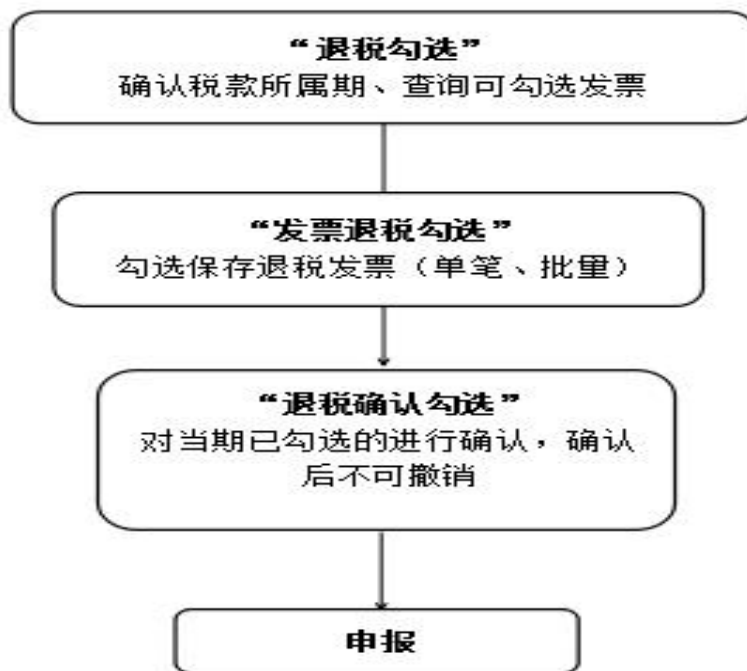 “退税勾选”
确认税款所属期、查询可勾选发票
“发票退税勾选”
勾选保存退税发票（单笔、批量）
“退税确认勾选”
对当期已勾选的进行确认，确认
后不可撤销
申报